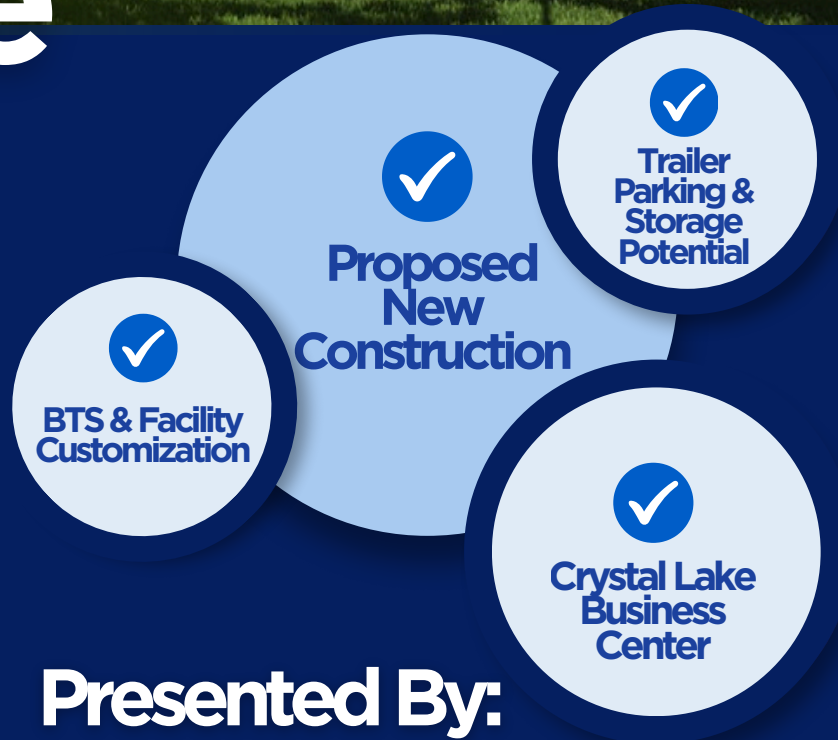 Trailer
Parking &
Storage
Potential
Proposed
New
Construction
BTS & Facility
Customization
Crystal Lake
Business
Center
Presented By: